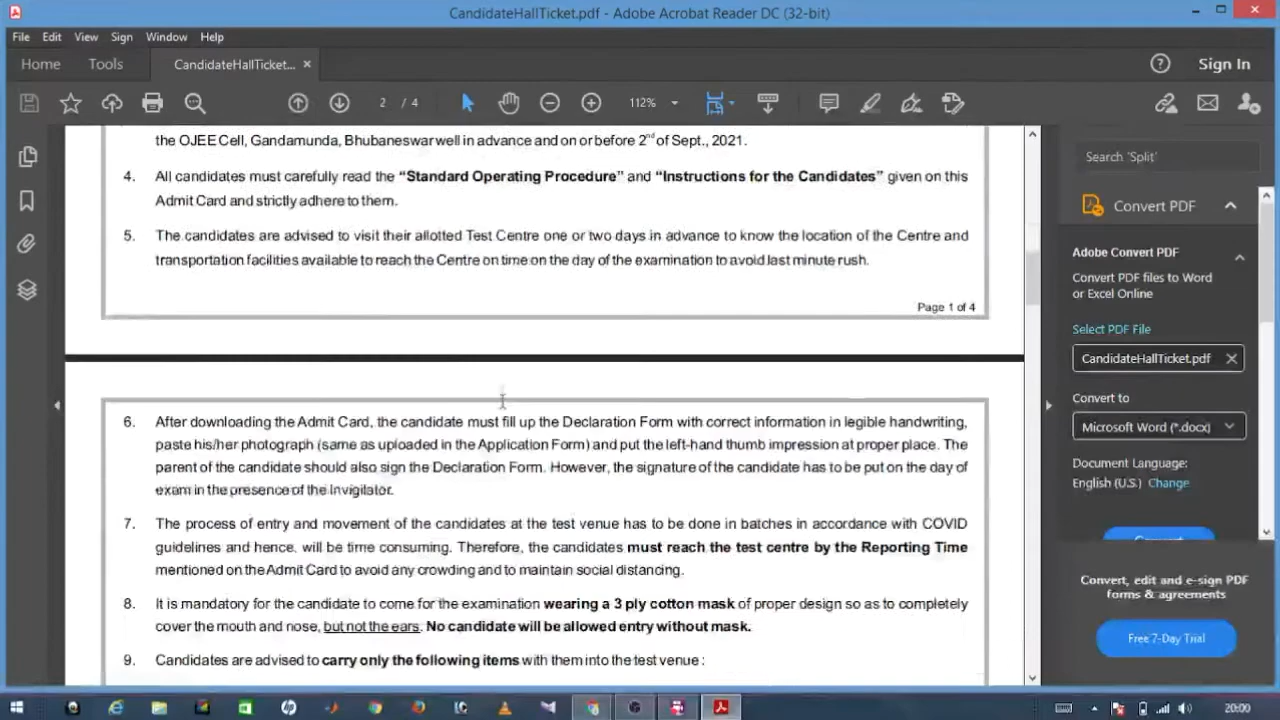 CandidateHallTicket.pdf - Adobe Acrobat Reader DC (32-bit)
File Edit View Sign Window Help
Home Tools CandidateHallTicket... × Sign In
2 / 4 112%
the OJEE Cell, Gandamunda, Bhubaneswar well in advance and on or before 2nd of Sept., 2021.
4. All candidates must carefully read the “Standard Operating Procedure” and “Instructions for the Candidates” given on this
Admit Card and strictly adhere to them.
5. The candidates are advised to visit their allotted Test Centre one or two days in advance to know the location of the Centre and
transportation facilities available to reach the Centre on time on the day of the examination to avoid last minute rush.
Page 1 of 4
6. After downloading the Admit Card, the candidate must fill up the Declaration Form with correct information in legible handwriting,
paste his/her photograph (same as uploaded in the Application Form) and put the left-hand thumb impression at proper place. The
parent of the candidate should also sign the Declaration Form. However, the signature of the candidate has to be put on the day of
exam in the presence of the Invigilator.
7. The process of entry and movement of the candidates at the test venue has to be done in batches in accordance with COVID
guidelines and hence, will be time consuming. Therefore, the candidates must reach the test centre by the Reporting Time
mentioned on the Admit Card to avoid any crowding and to maintain social distancing.
8. It is mandatory for the candidate to come for the examination wearing a 3 ply cotton mask of proper design so as to completely
cover the mouth and nose, but not the ears. No candidate will be allowed entry without mask.
9. Candidates are advised to carry only the following items with them into the test venue :
Search 'Split'
Convert PDF
Adobe Convert PDF
Convert PDF files to Word
or Excel Online
Select PDF File
CandidateHallTicket.pdf
Convert to
Microsoft Word (*.docx)
Document Language:
English (U.S.) Change
Convert
Convert, edit and e-sign PDF
forms & agreements
Free 7-Day Trial
20:00